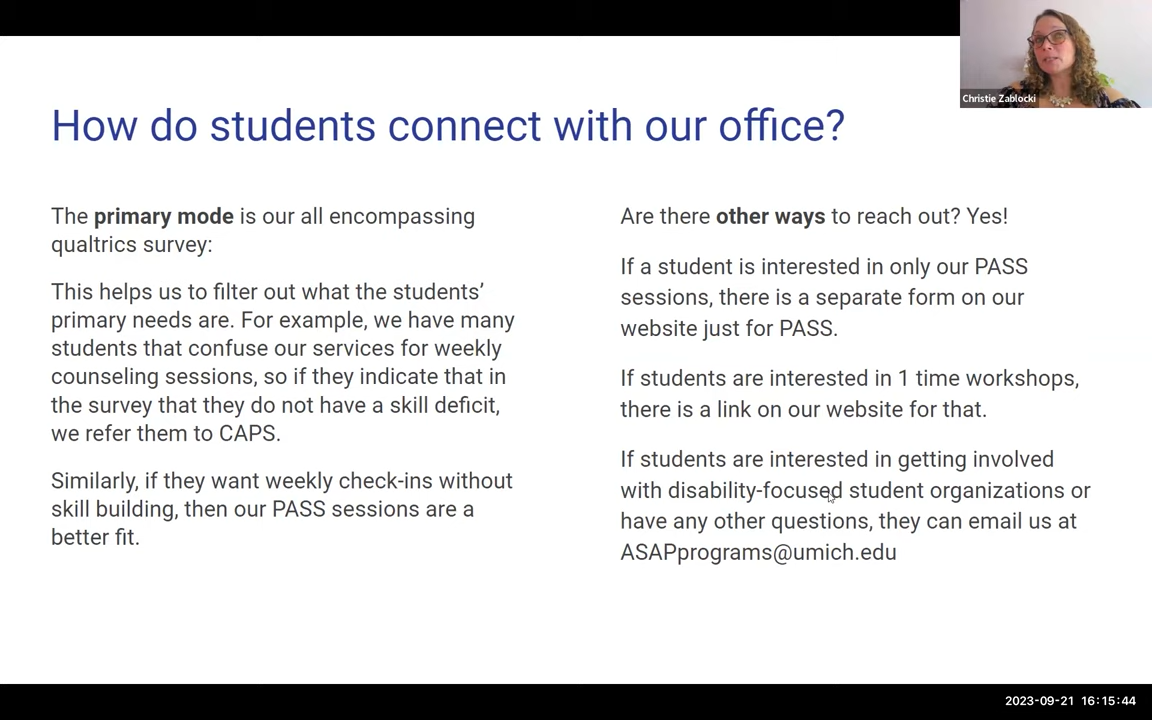 Christie Zablocki
How do students connect with our office?
The primary mode is our all encompassing
qualtrics survey:
This helps us to filter out what the students’
primary needs are. For example, we have many
students that confuse our services for weekly
counseling sessions, so if they indicate that in
the survey that they do not have a skill deficit,
we refer them to CAPS.
Similarly, if they want weekly check-ins without
skill building, then our PASS sessions are a
better fit.
Are there other ways to reach out? Yes!
If a student is interested in only our PASS
sessions, there is a separate form on our
website just for PASS.
If students are interested in 1 time workshops,
there is a link on our website for that.
If students are interested in getting involved
with disability-focused student organizations or
have any other questions, they can email us at
ASAPprograms@umich.edu
2023-09-21 16:15:44